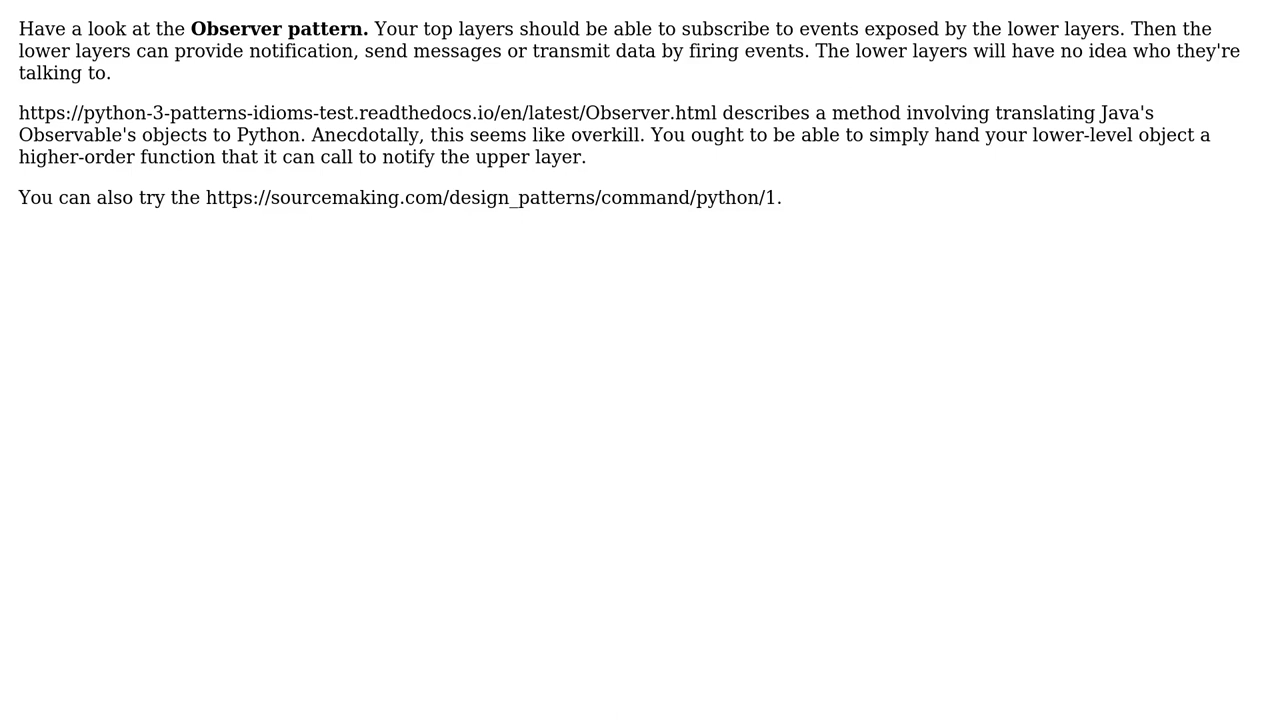 Have a look at the Observer pattern. Your top layers should be able to subscribe to events exposed by the lower layers. Then the
lower layers can provide notification, send messages or transmit data by firing events. The lower layers will have no idea who they're
talking to.
https://python-3-patterns-idioms-test.readthedocs.io/en/latest/Observer.html describes a method involving translating Java's
Observable's objects to Python. Anecdotally, this seems like overkill. You ought to be able to simply hand your lower-level object a
higher-order function that it can call to notify the upper layer.
You can also try the https://sourcemaking.com/design_patterns/command/python/1.